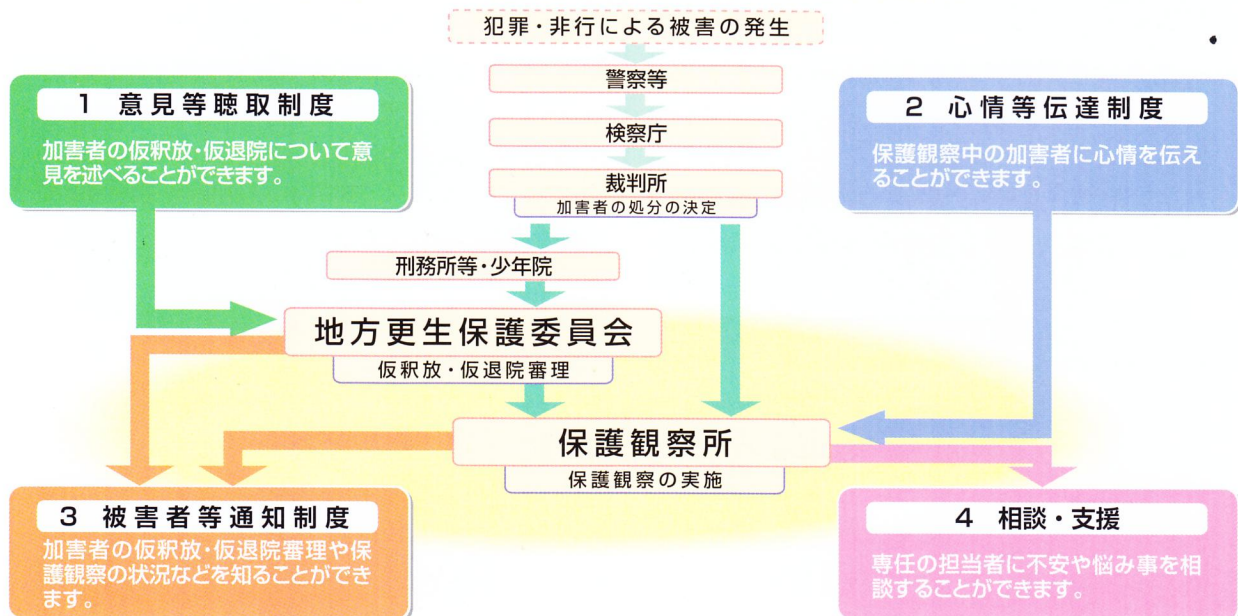 犯罪・非行による被害の発生
警察等
検察庁
裁判所
加害者の処分の決定
1 意見等聴取制度
加害者の仮釈放・仮退院について意
見を述べることができます。
2 心情等伝達制度
保護観察中の加害者に心情を伝え
ることができます。
刑務所等・少年院
地方更生保護委員会
仮釈放・仮退院審理
保護観察所
保護観察の実施
3 被害者等通知制度
加害者の仮釈放・仮退院審理や保
護観察の状況などを知ることができ
ます。
4 相談・支援
専任の担当者に不安や悩み事を相
談することができます。